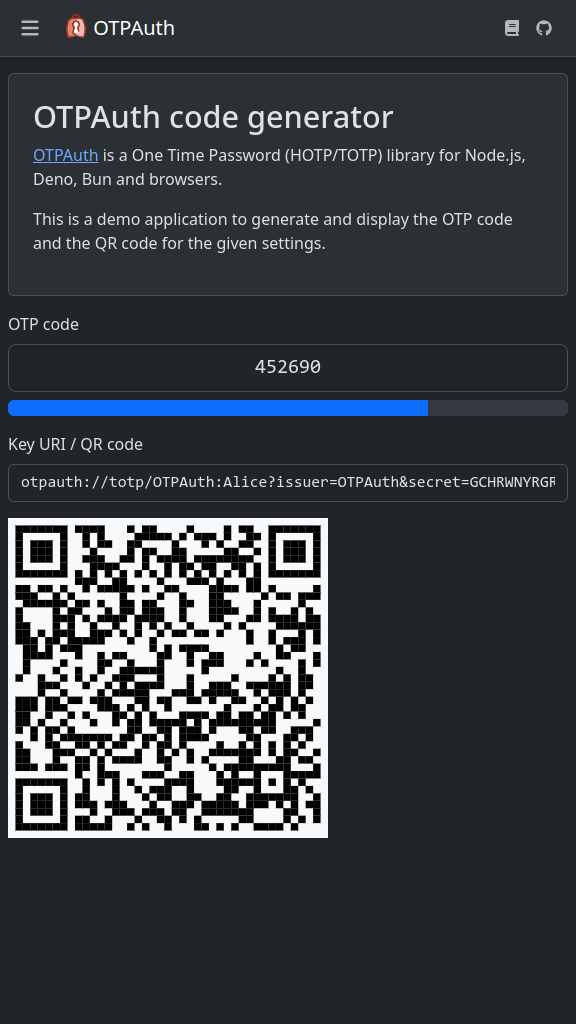 OTPAuth
OTPAuth code generator
OTPAuth is a One Time Password (HOTP/TOTP) library for Node.js,
Deno, Bun and browsers.
This is a demo application to generate and display the OTP code
and the QR code for the given settings.
OTP code
452690
Key URI / QR code
otpauth://totp/OTPAuth:Alice?issuer=OTPAuth&secret=GCHRWNYRGR